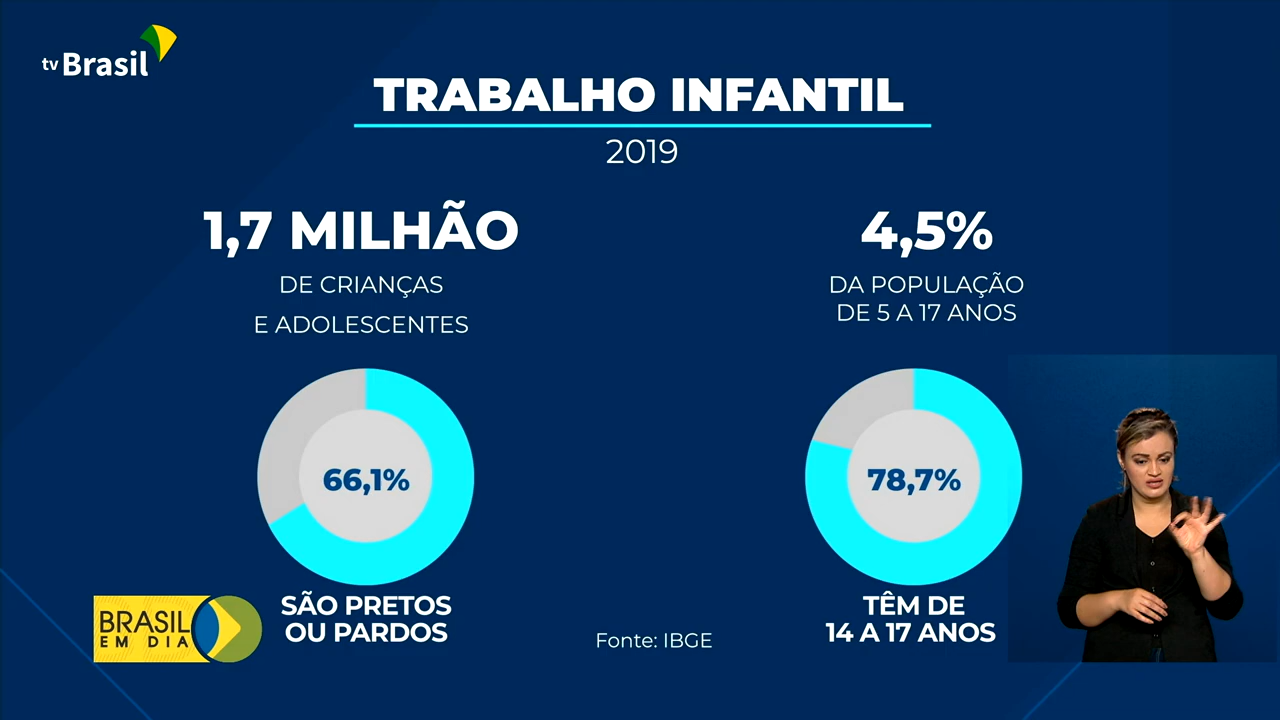 tv Brasil
TRABALHO INFANTIL
2019
1,7 MILHÃO
DE CRIANÇAS
E ADOLESCENTES
66,1%
SÃO PRETOS
OU PARDOS
4,5%
DA POPULAÇÃO
DE 5 A 17 ANOS
78,7%
TÊM DE
14 A 17 ANOS
BRASIL
EM DIA
Fonte: IBGE